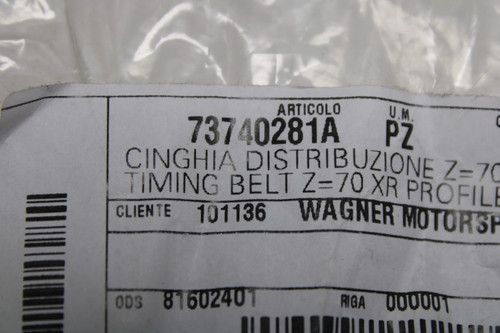 ARTICOLO U.M.
73740281A PZ
CINGHIA DISTRIBUZIONE Z=70
TIMING BELT Z=70 XR PROFILE
CLIENTE 101136 WAGNER MOTORSP
ODS 81602401 RIGA 000001